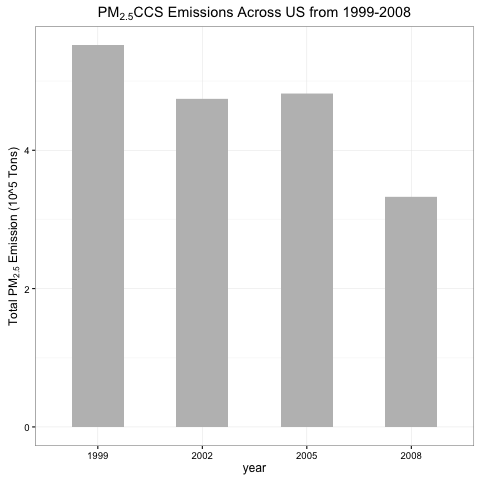 PM2.5CCS Emissions Across US from 1999-2008
Total PM2.5 Emission (10^5 Tons)
4
2
0
1999 2002 2005 2008
year